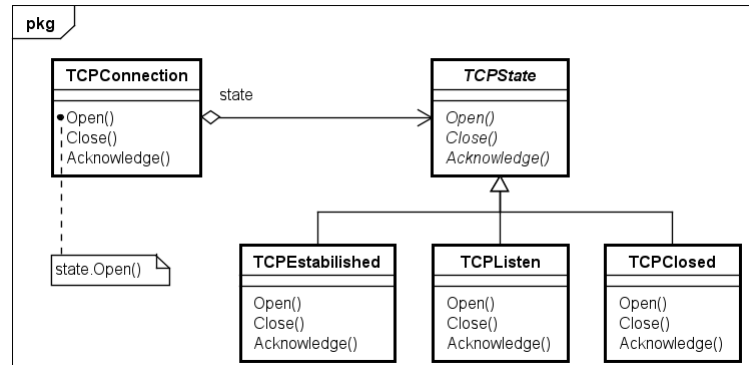 pkg
TCPConnection
Open()
Close()
Acknowledge()
state
TCPState
Open()
Close()
Acknowledge()
state.Open()
TCPEstabilished
Open()
Close()
Acknowledge()
TCPListen
Open()
Close()
Acknowledge()
TCPClosed
Open()
Close()
Acknowledge()